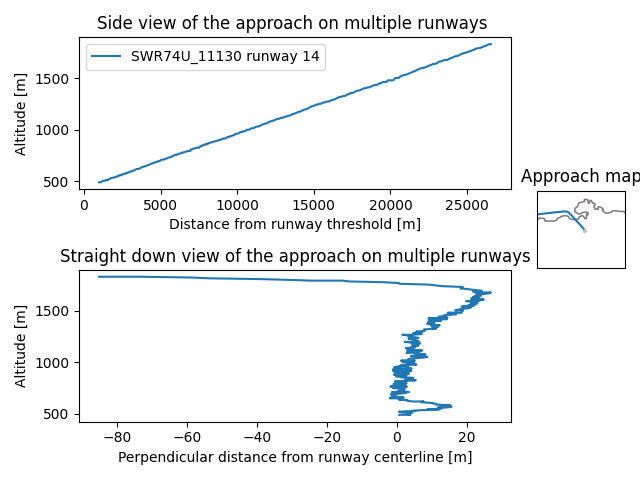 Side view of the approach on multiple runways
Altitude [m]
1500
1000
500
SWR74U_11130 runway 14
0 5000 10000 15000 20000 25000
Distance from runway threshold [m]
Approach map
Straight down view of the approach on multiple runways
Altitude [m]
1500
1000
500
−80 −60 −40 −20 0 20
Perpendicular distance from runway centerline [m]